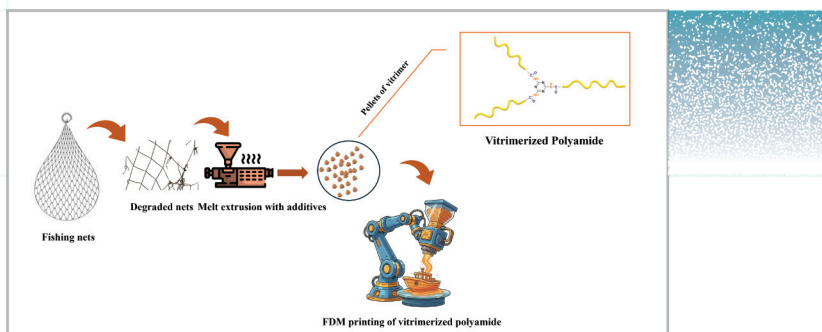 Pellets of vitrimer
Vitrimerized Polyamide
Degraded nets Melt extrusion with additives
Fishing nets
FDM printing of vitrimerized polyamide